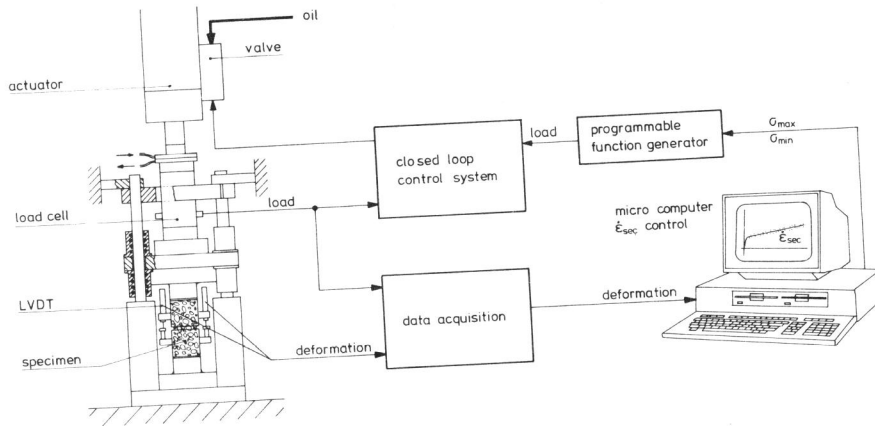 oil
valve
actuator
load
closed loop
control system
programmable
function generator
load
σmax
σmin
load cell
micro computer
ε̇sec control
ε̇sec
LVDT
specimen
deformation
data acquisition
deformation